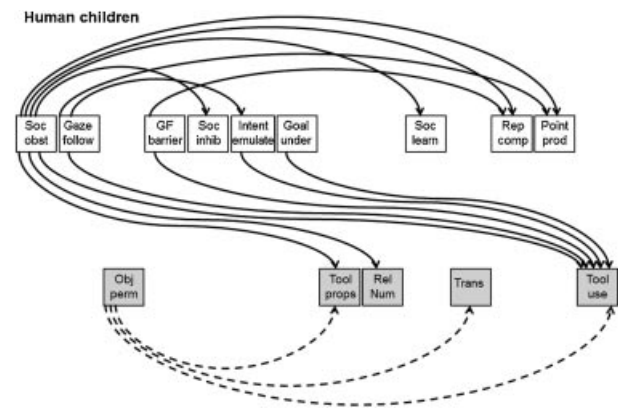 Human children
Soc
obst
Gaze
follow
GF
barrier
Soc
inhib
Intent
emulate
Goal
under
Soc
learn
Rep
comp
Point
prod
Obj
perm
Tool
props
Rel
Num
Trans
Tool
use